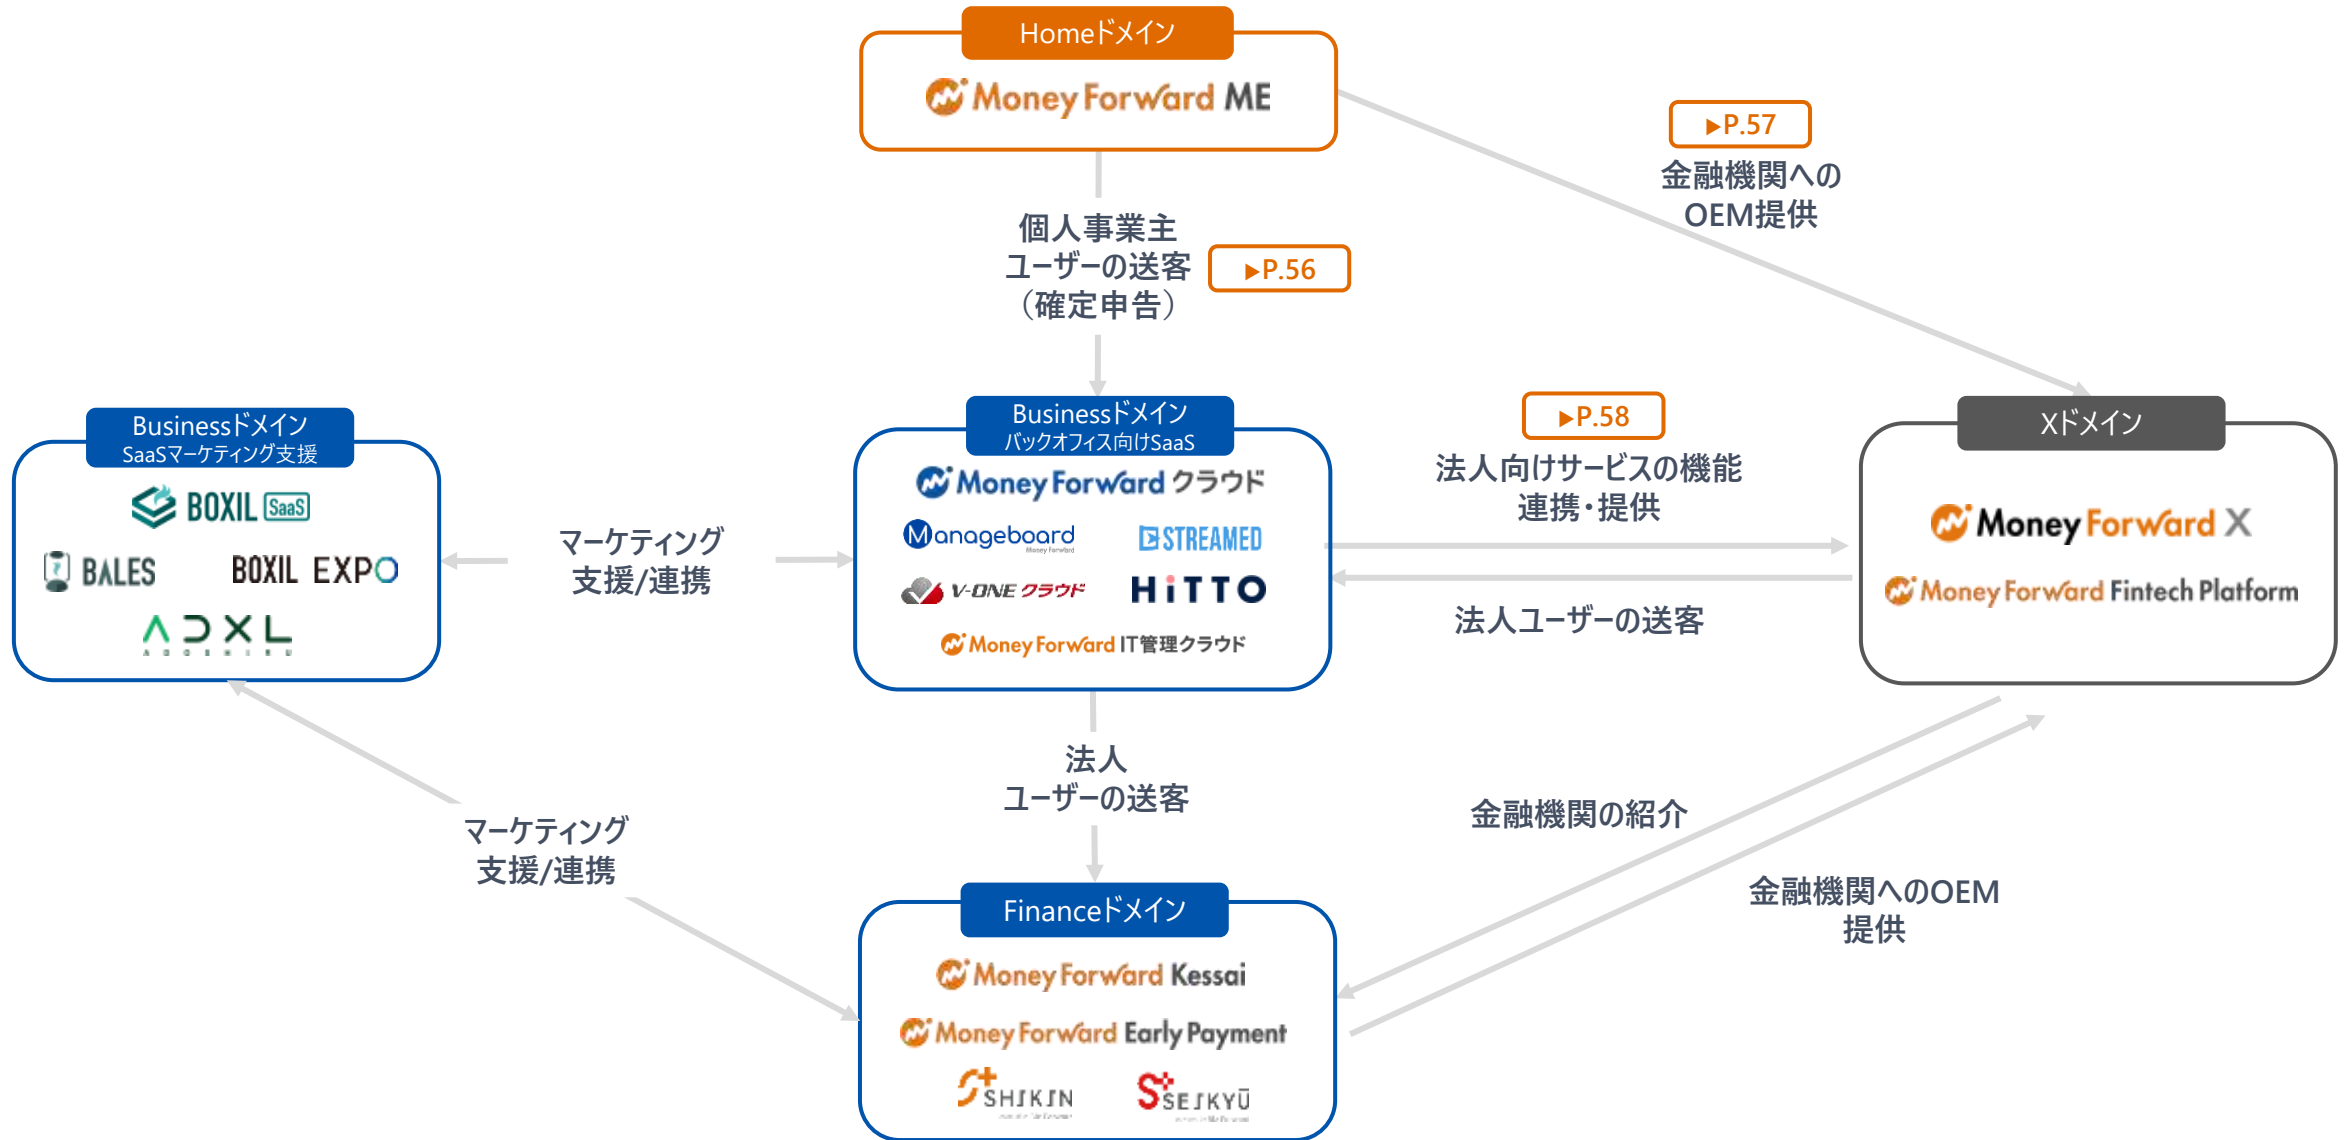 Homeドメイン
Money Forward ME
▶P.57
金融機関への
OEM提供
個人事業主
ユーザーの送客
（確定申告）
▶P.56
Businessドメイン
SaaSマーケティング支援
BOXIL SaaS
BALES
BOXIL EXPO
ADXL
マーケティング
支援/連携
Businessドメイン
バックオフィス向けSaaS
Money Forward クラウド
Manageboard
Money Forward
STREAMED
V-ONE クラウド
HiTTO
Money Forward IT管理クラウド
▶P.58
法人向けサービスの機能
連携・提供
法人ユーザーの送客
Xドメイン
Money Forward X
Money Forward Fintech Platform
法人
ユーザーの送客
マーケティング
支援/連携
金融機関の紹介
金融機関へのOEM
提供
Financeドメイン
Money Forward Kessai
Money Forward Early Payment
SHIKIN
SEIKYŪ